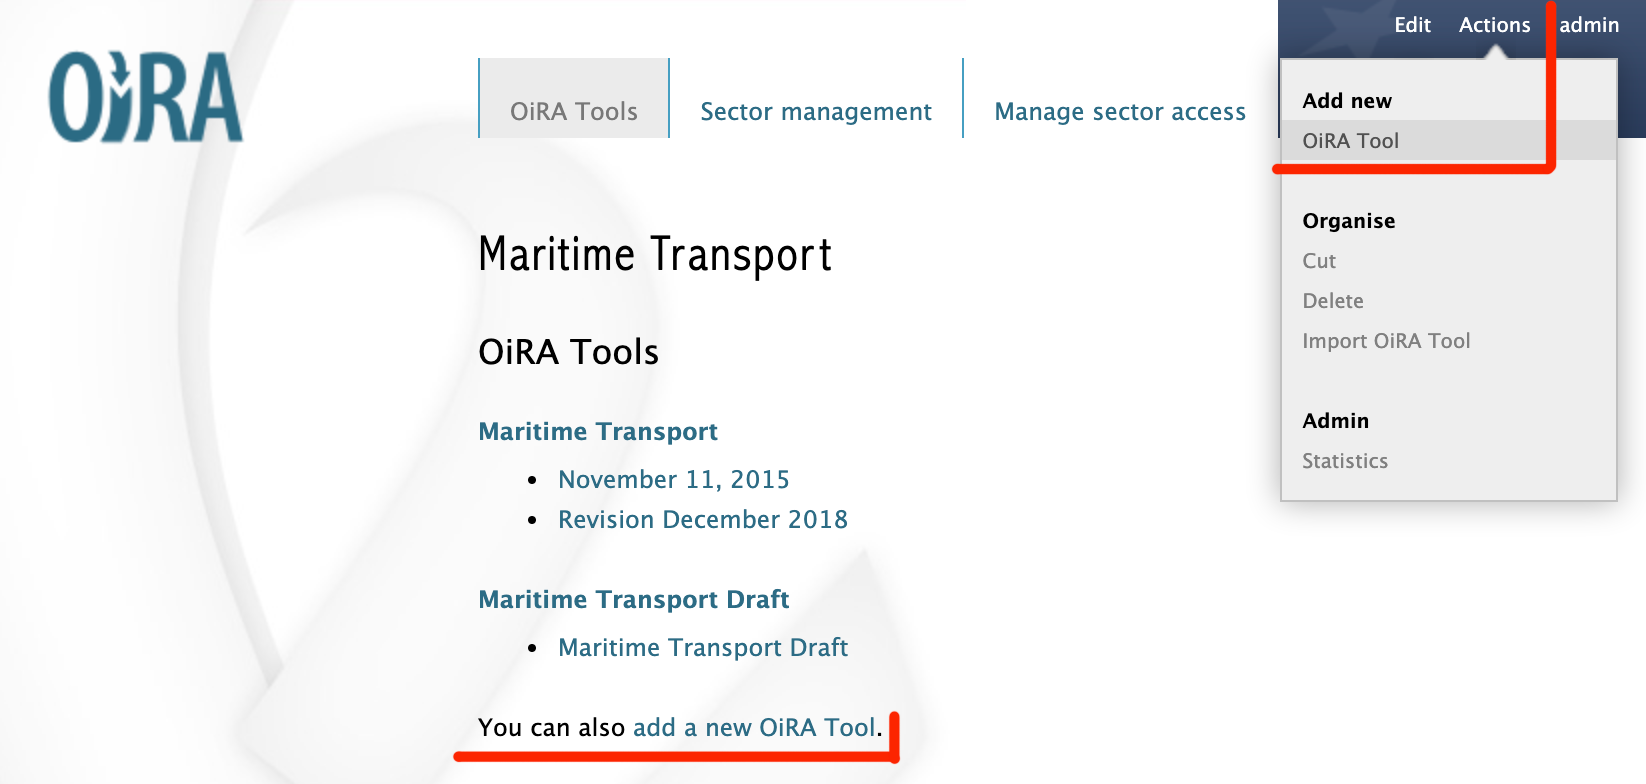 OiRA
OiRA Tools
Sector management
Manage sector access
Edit
Actions
admin
Add new
OiRA Tool
Organise
Cut
Delete
Import OiRA Tool
Admin
Statistics
Maritime Transport
OiRA Tools
Maritime Transport
• November 11, 2015
• Revision December 2018
Maritime Transport Draft
• Maritime Transport Draft
You can also add a new OiRA Tool.